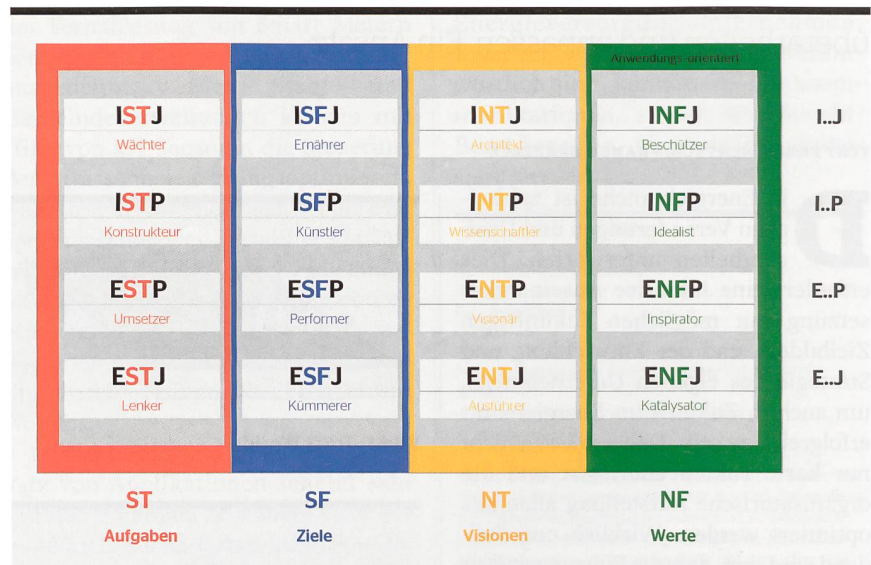 Anwendungs-orientiert
ISTJ ISFJ INTJ INFJ I..J
Wächter Ernährer Architekt Beschützer
ISTP ISFP INTP INFP I..P
Konstrukteur Künstler Wissenschaftler Idealist
ESTP ESFP ENTP ENFP E..P
Umsetzer Performer Visionär Inspirator
ESTJ ESFJ ENTJ ENFJ E..J
Lenker Kümmerer Ausführer Katalysator
ST SF NT NF
Aufgaben Ziele Visionen Werte